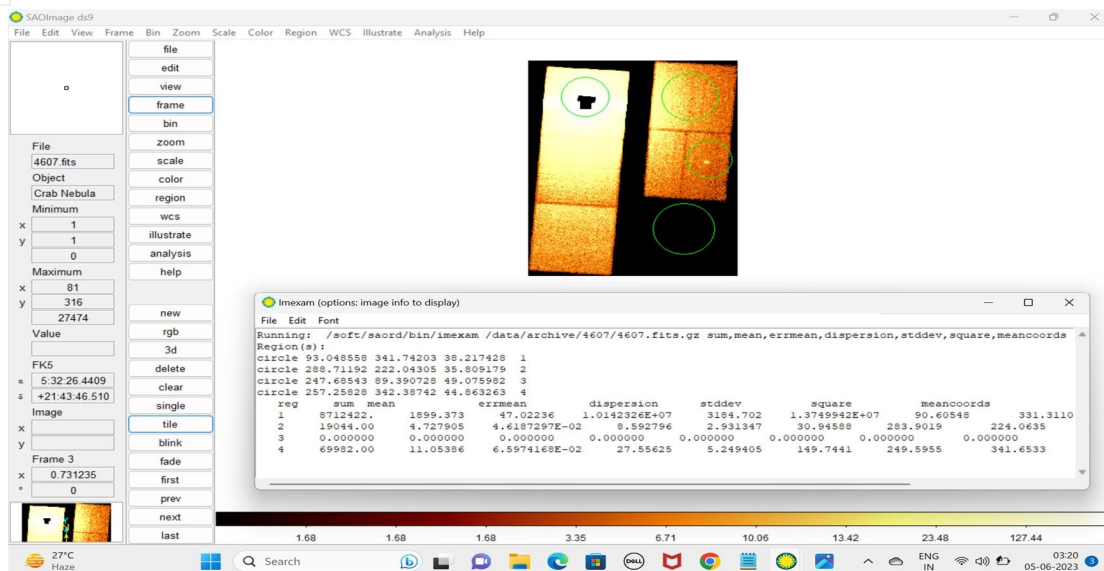 SAOImage ds9
File Edit View Frame Bin Zoom Scale Color Region WCS Illustrate Analysis Help
file
edit
view
frame
bin
zoom
scale
color
region
wcs
illustrate
analysis
help
new
rgb
3d
delete
clear
single
tile
blink
fade
first
prev
next
last
File
4607.fits
Object
Crab Nebula
Minimum
x 1
y 1
0
Maximum
x 81
y 316
27474
Value
FK5
α 5:32:26.4409
δ +21:43:46.510
Image
x
y
Frame 3
x 0.731235
° 0
Imexam (options: image info to display)
File Edit Font
Running: /soft/saord/bin/imexam /data/archive/4607/4607.fits.gz sum,mean,errmean,dispersion,stddev,square,meancoords
Region(s):
circle 93.048558 341.74203 38.217428 1
circle 288.71192 222.04305 35.809179 2
circle 247.68543 89.390728 49.075982 3
circle 257.25828 342.38742 44.863263 4
reg sum mean errmean dispersion stddev square meancoords
1 8712422. 1899.373 47.02236 1.0142326E+07 3184.702 1.3749942E+07 90.60548 331.3110
2 19044.00 4.727905 4.6187297E-02 8.592796 2.931347 30.94588 283.9019 224.0635
3 0.000000 0.000000 0.000000 0.000000 0.000000 0.000000 0.000000 0.000000
4 69982.00 11.05386 6.5974168E-02 27.55625 5.249405 149.7441 249.5955 341.6533
1.68 1.68 1.68 3.35 6.71 10.06 13.42 23.48 127.44
27°C
Haze
Search
DELL
ENG
IN
03:20
05-06-2023
3